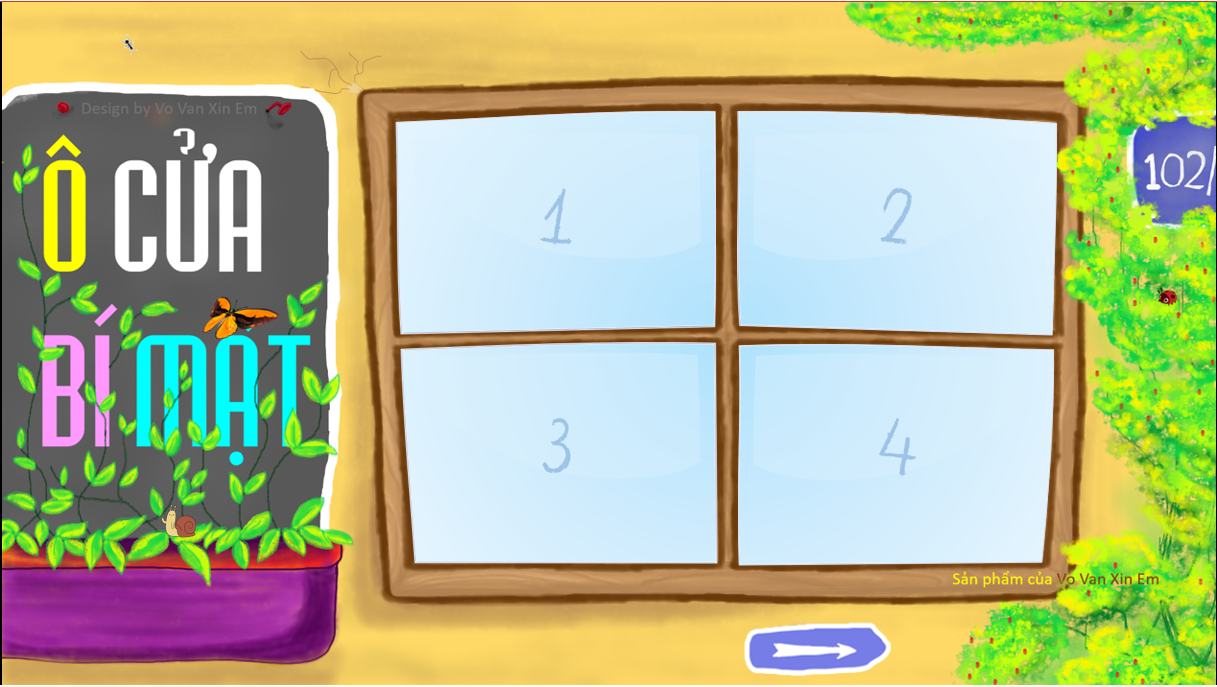 Design by Vo Van Xin Em
Ô CỬA
BÍ MẬT
1
2
3
4
102/
Sản phẩm của Vo Van Xin Em